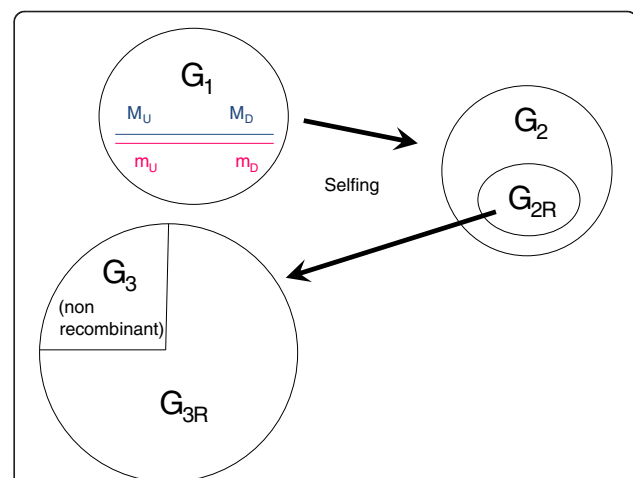 G1
MU MD
mU mD
G2
Selfing
G2R
G3
(non
recombinant)
G3R